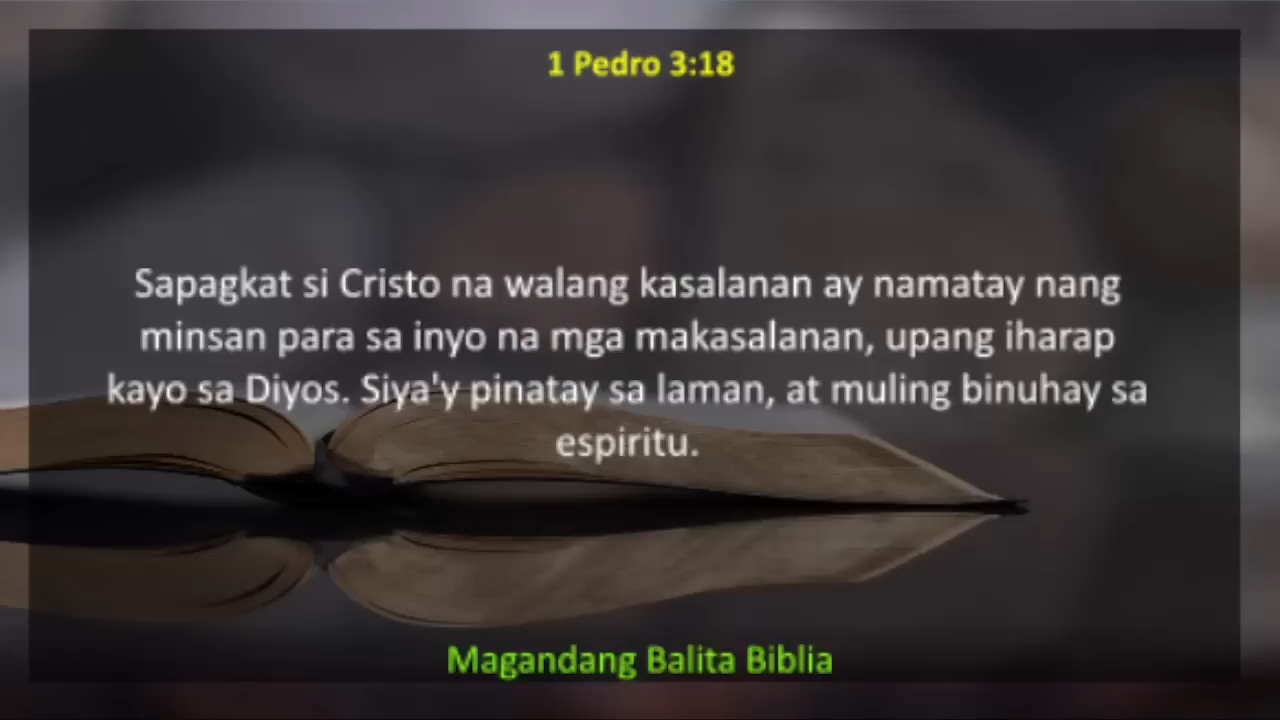 1 Pedro 3:18
Sapagkat si Cristo na walang kasalanan ay namatay nang
minsan para sa inyo na mga makasalanan, upang iharap
kayo sa Diyos. Siya'y pinatay sa laman, at muling binuhay sa
espiritu.
Magandang Balita Biblia